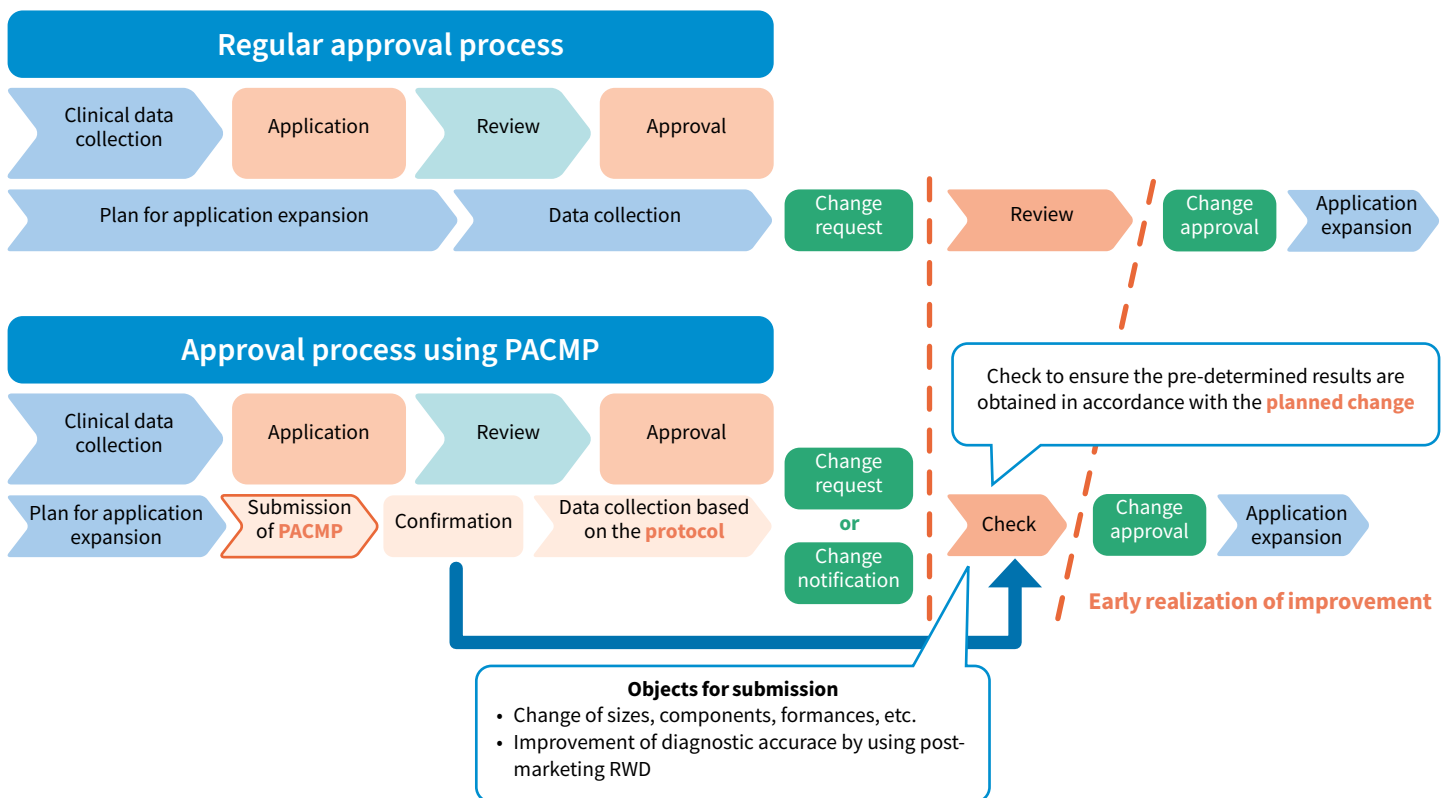 Regular approval process
Clinical data
collection
Application
Review
Approval
Plan for application expansion
Data collection
Change
request
Review
Change
approval
Application
expansion
Approval process using PACMP
Check to ensure the pre-determined results are
obtained in accordance with the planned change
Clinical data
collection
Application
Review
Approval
Plan for application
expansion
Submission
of PACMP
Confirmation
Data collection based
on the protocol
Change
request
or
Change
notification
Check
Change
approval
Application
expansion
Early realization of improvement
Objects for submission
• Change of sizes, components, formances, etc.
• Improvement of diagnostic accurace by using post-
marketing RWD